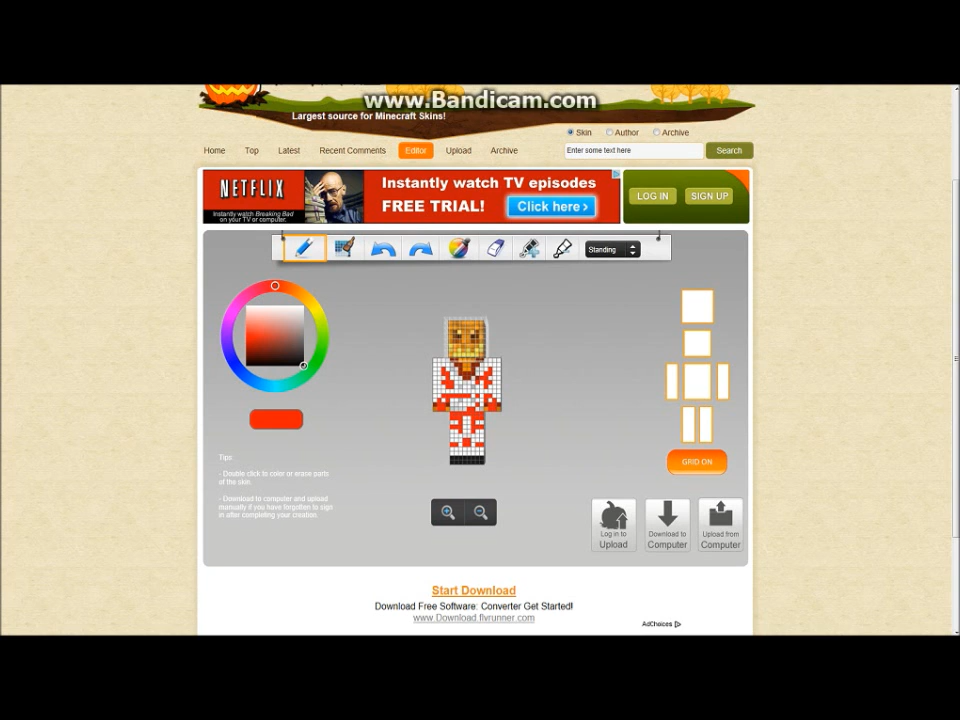 www.Bandicam.com
Largest source for Minecraft Skins!
Skin Author Archive
Home Top Latest Recent Comments Editor Upload Archive
Enter some text here Search
NETFLIX
Instantly watch Breaking Bad
on your TV or computer.
Instantly watch TV episodes
FREE TRIAL!
Click here ›
LOG IN SIGN UP
Standing
Tips:
- Double click to color or erase parts
of the skin.
- Download to computer and upload
manually if you have forgotten to sign
in after completing your creation.
GRID ON
Log in to
Upload
Download to
Computer
Upload from
Computer
Start Download
Download Free Software: Converter Get Started!
www.Download.flvrunner.com
AdChoices